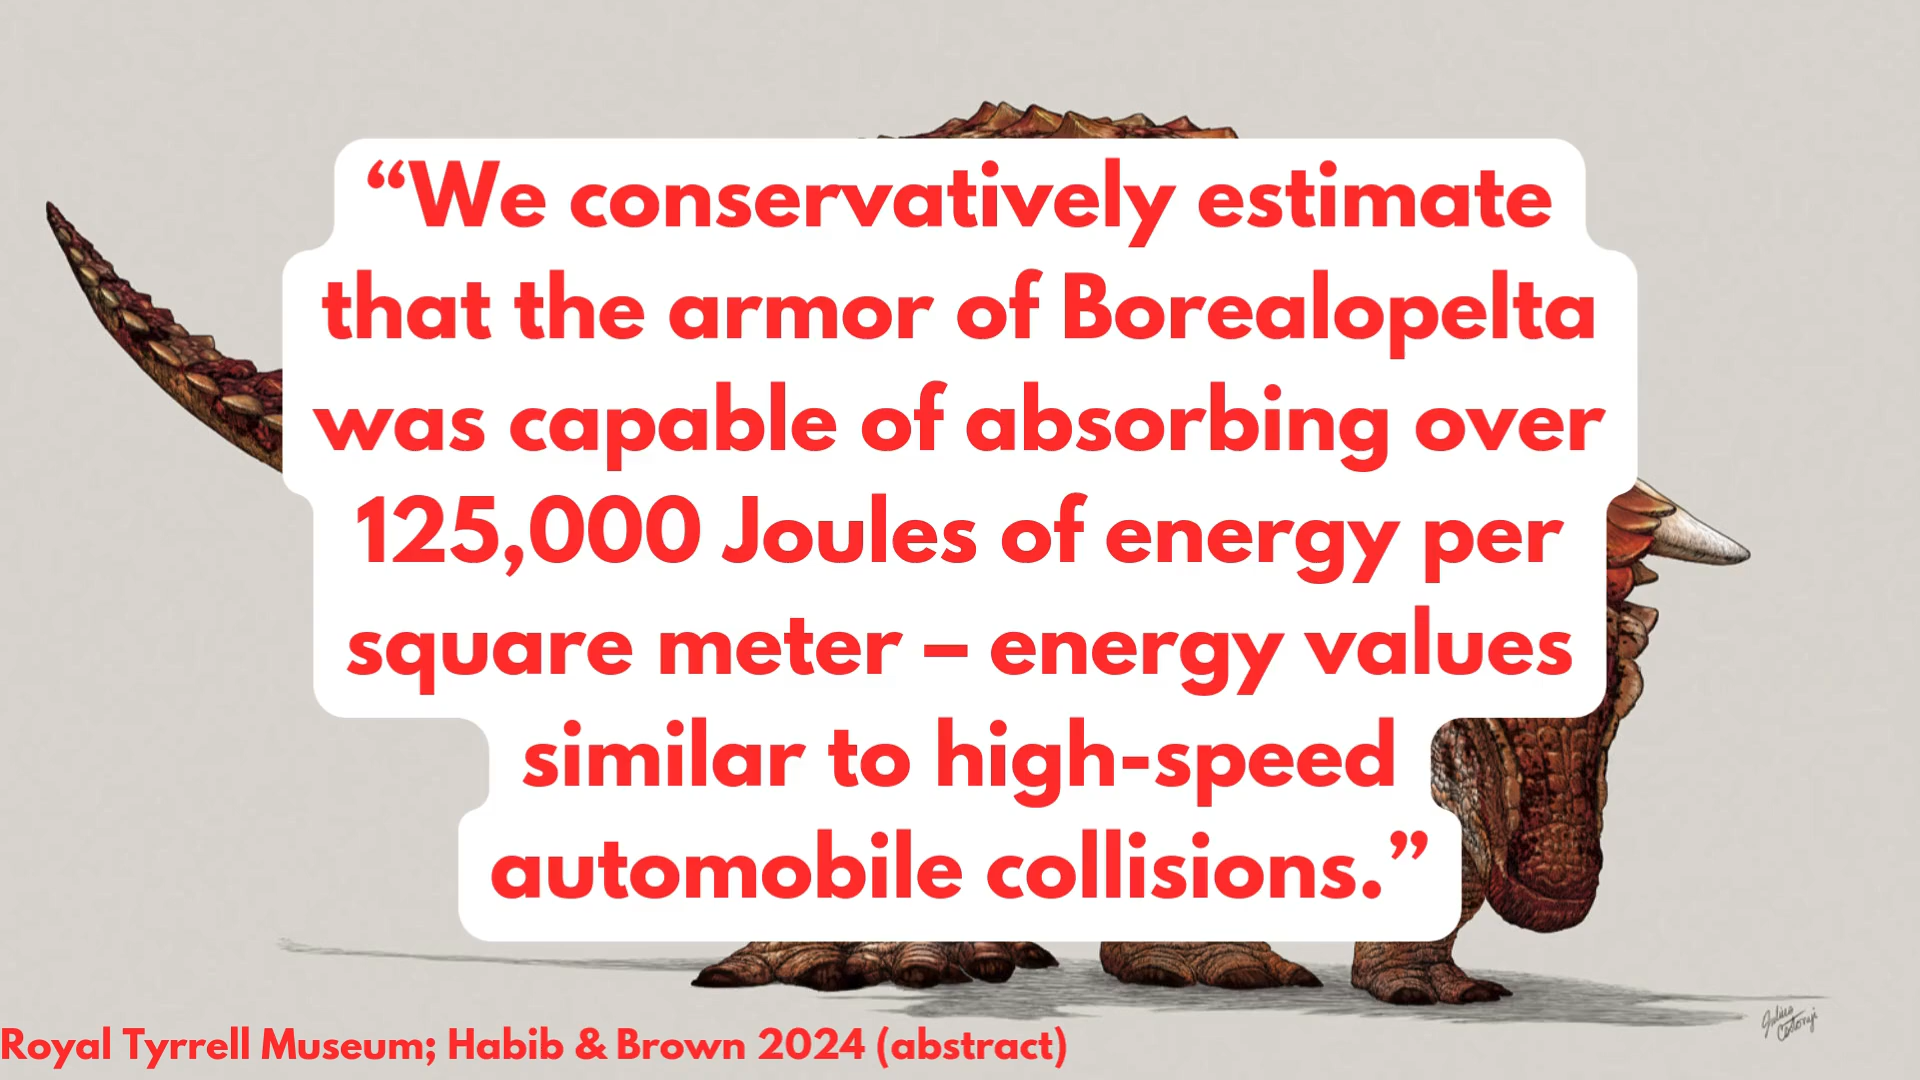 “We conservatively estimate
that the armor of Borealopelta
was capable of absorbing over
125,000 Joules of energy per
square meter – energy values
similar to high-speed
automobile collisions.”
Royal Tyrrell Museum; Habib & Brown 2024 (abstract)